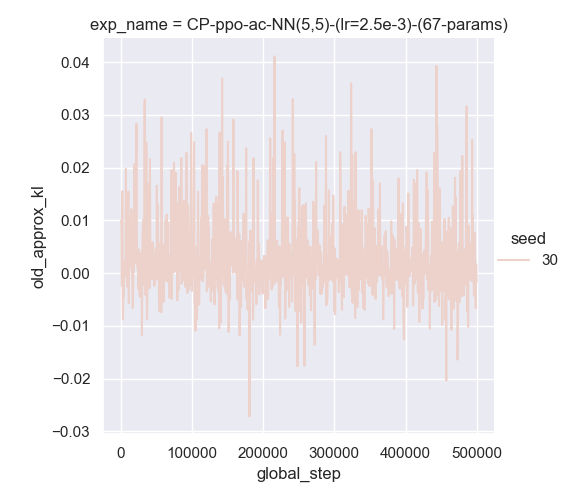 exp_name = CP-ppo-ac-NN(5,5)-(lr=2.5e-3)-(67-params)
0.04
0.03
0.02
0.01
0.00
−0.01
−0.02
−0.03
old_approx_kl
0 100000 200000 300000 400000 500000
global_step
seed
30